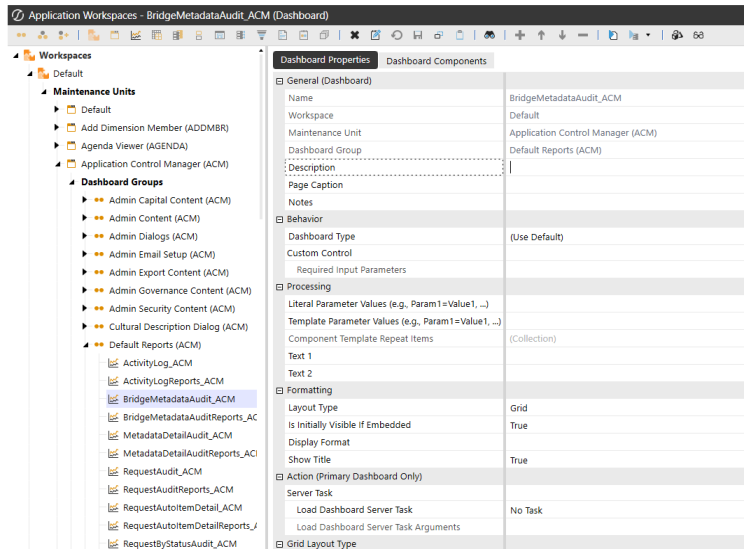 Application Workspaces - BridgeMetadataAudit_ACM (Dashboard)
Workspaces
Default
Maintenance Units
Default
Add Dimension Member (ADDMBR)
Agenda Viewer (AGENDA)
Application Control Manager (ACM)
Dashboard Groups
Admin Capital Content (ACM)
Admin Content (ACM)
Admin Dialogs (ACM)
Admin Email Setup (ACM)
Admin Export Content (ACM)
Admin Governance Content (ACM)
Admin Security Content (ACM)
Cultural Description Dialog (ACM)
Default Reports (ACM)
ActivityLog_ACM
ActivityLogReports_ACM
BridgeMetadataAudit_ACM
BridgeMetadataAuditReports_AC
MetadataDetailAudit_ACM
MetadataDetailAuditReports_ACI
RequestAudit_ACM
RequestAuditReports_ACM
RequestAutoItemDetail_ACM
RequestAutoItemDetailReports_A
RequestByStatusAudit_ACM
Dashboard Properties Dashboard Components
General (Dashboard)
Name BridgeMetadataAudit_ACM
Workspace Default
Maintenance Unit Application Control Manager (ACM)
Dashboard Group Default Reports (ACM)
Description
Page Caption
Notes
Behavior
Dashboard Type (Use Default)
Custom Control
Required Input Parameters
Processing
Literal Parameter Values (e.g., Param1=Value1, ...)
Template Parameter Values (e.g., Param1=Value1, ...)
Component Template Repeat Items (Collection)
Text 1
Text 2
Formatting
Layout Type Grid
Is Initially Visible If Embedded True
Display Format
Show Title True
Action (Primary Dashboard Only)
Server Task
Load Dashboard Server Task No Task
Load Dashboard Server Task Arguments
Grid Layout Type